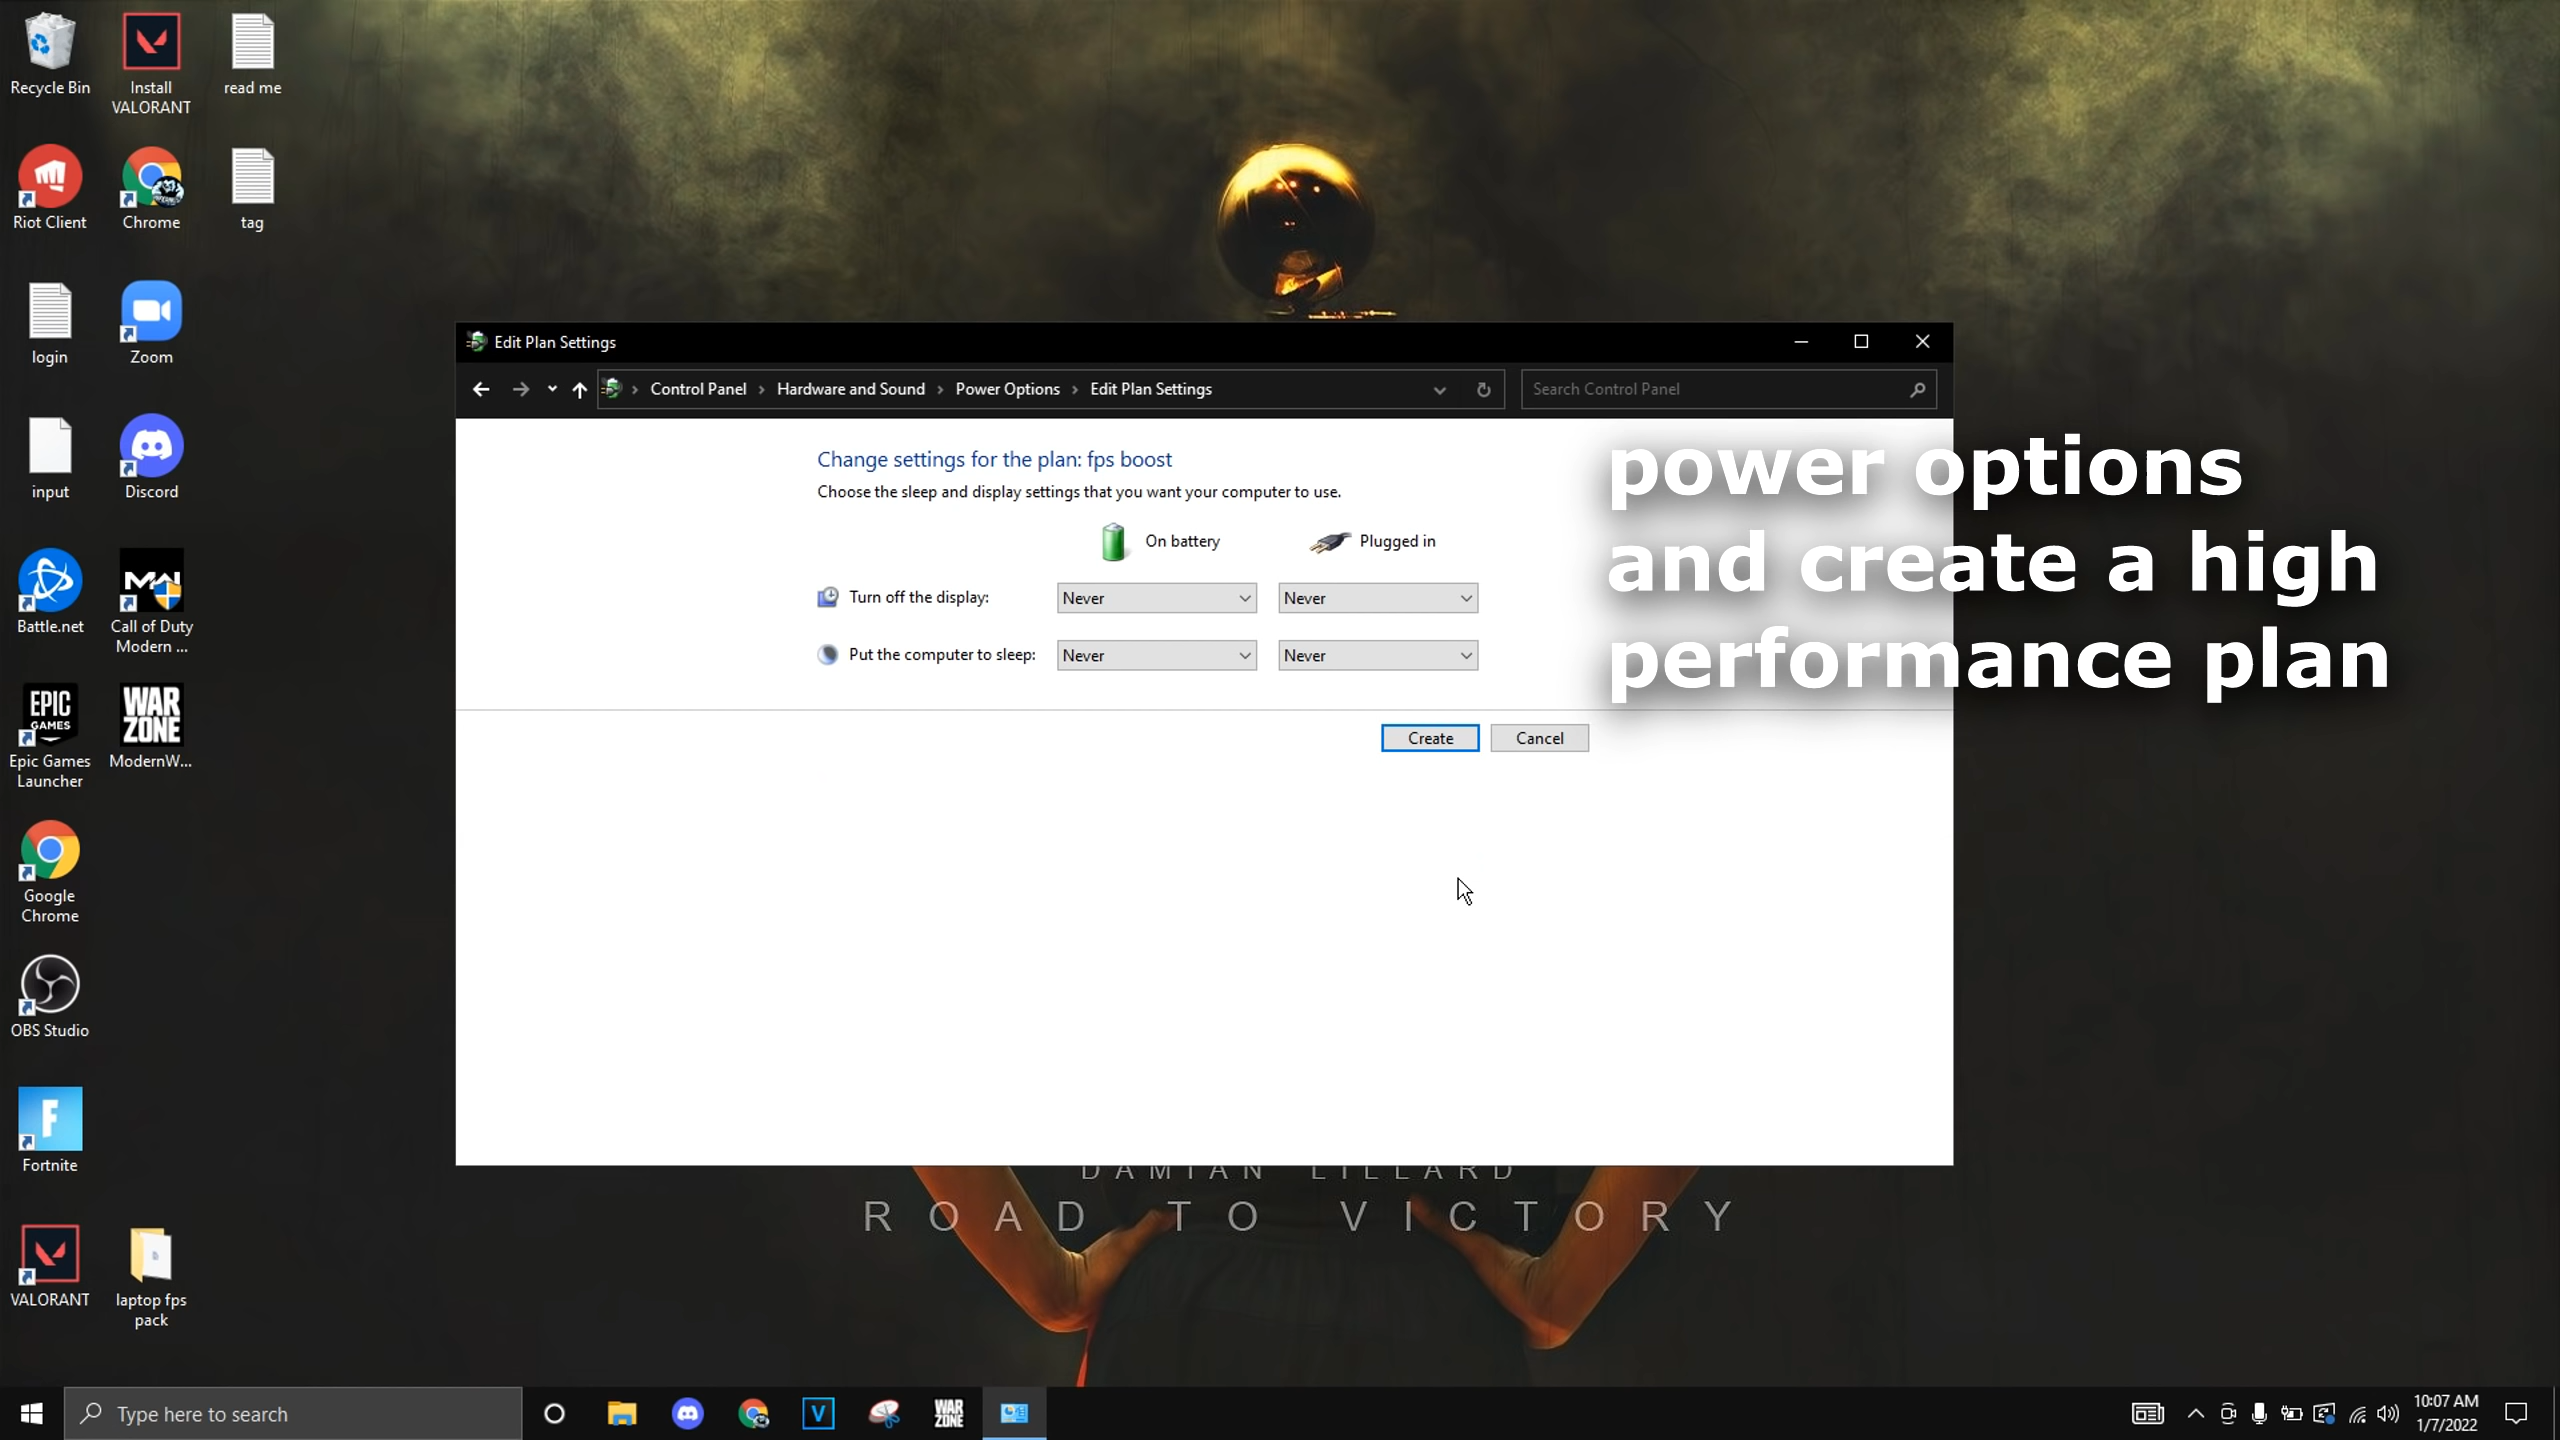 Recycle Bin
Install
VALORANT
read me
Riot Client
Chrome
tag
login
Zoom
input
Discord
Battle.net
Call of Duty
Modern ...
EPIC
GAMES
Epic Games
Launcher
WAR
ZONE
ModernW...
Google
Chrome
OBS Studio
Fortnite
VALORANT
laptop fps
pack
Edit Plan Settings
Control Panel > Hardware and Sound > Power Options > Edit Plan Settings
Search Control Panel
Change settings for the plan: fps boost
Choose the sleep and display settings that you want your computer to use.
On battery
Plugged in
Turn off the display:
Never
Never
Put the computer to sleep:
Never
Never
Create
Cancel
power options
and create a high
performance plan
DAMIAN LILLARD
ROAD TO VICTORY
Type here to search
WAR
ZONE
10:07 AM
1/7/2022